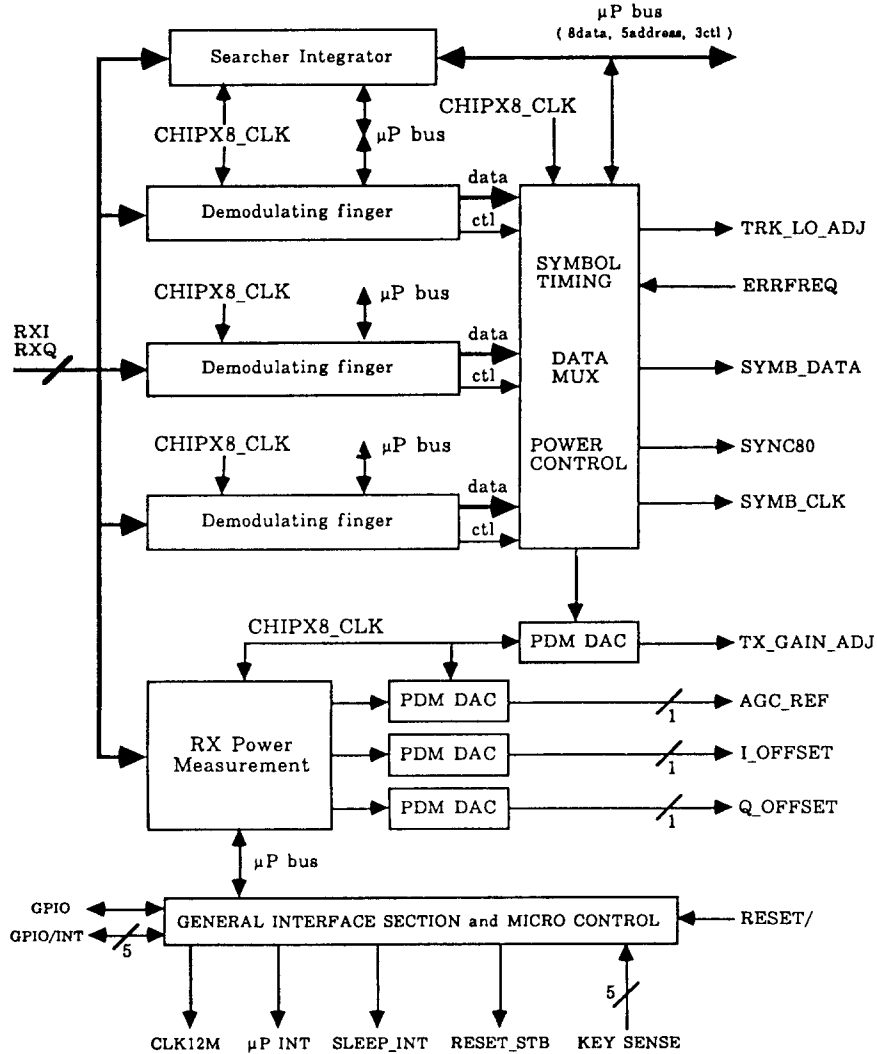 µP bus
( 8data, 5address, 3ctl )
Searcher Integrator
CHIPX8_CLK
CHIPX8_CLK
µP bus
data
Demodulating finger
ctl
TRK_LO_ADJ
SYMBOL
TIMING
CHIPX8_CLK
µP bus
ERRFREQ
RXI
RXQ
data
Demodulating finger
ctl
DATA
MUX
SYMB_DATA
CHIPX8_CLK
µP bus
POWER
CONTROL
SYNC80
data
Demodulating finger
ctl
SYMB_CLK
CHIPX8_CLK
PDM DAC
TX_GAIN_ADJ
PDM DAC
1
AGC_REF
RX Power
Measurement
PDM DAC
1
I_OFFSET
PDM DAC
1
Q_OFFSET
µP bus
GPIO
GPIO/INT
5
GENERAL INTERFACE SECTION and MICRO CONTROL
RESET/
5
CLK12M
µP INT
SLEEP_INT
RESET_STB
KEY SENSE